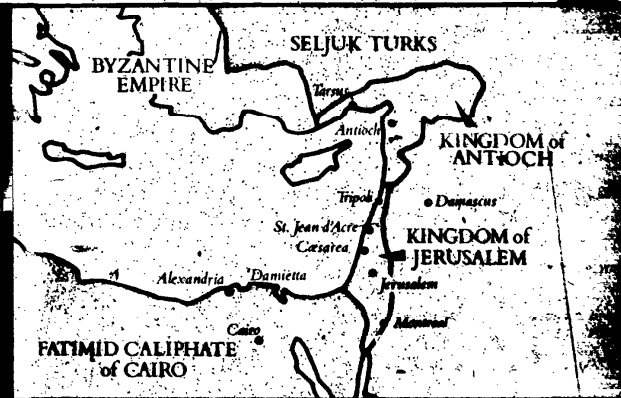 SELJUK TURKS
BYZANTINE
EMPIRE
Tarsus
Antioch
KINGDOM of
ANTIOCH
Tripoli
Damascus
St. Jean d'Acre
Cæsarea
KINGDOM of
JERUSALEM
Alexandria
Damietta
Jerusalem
Cairo
Montreal
FATIMID CALIPHATE
of CAIRO